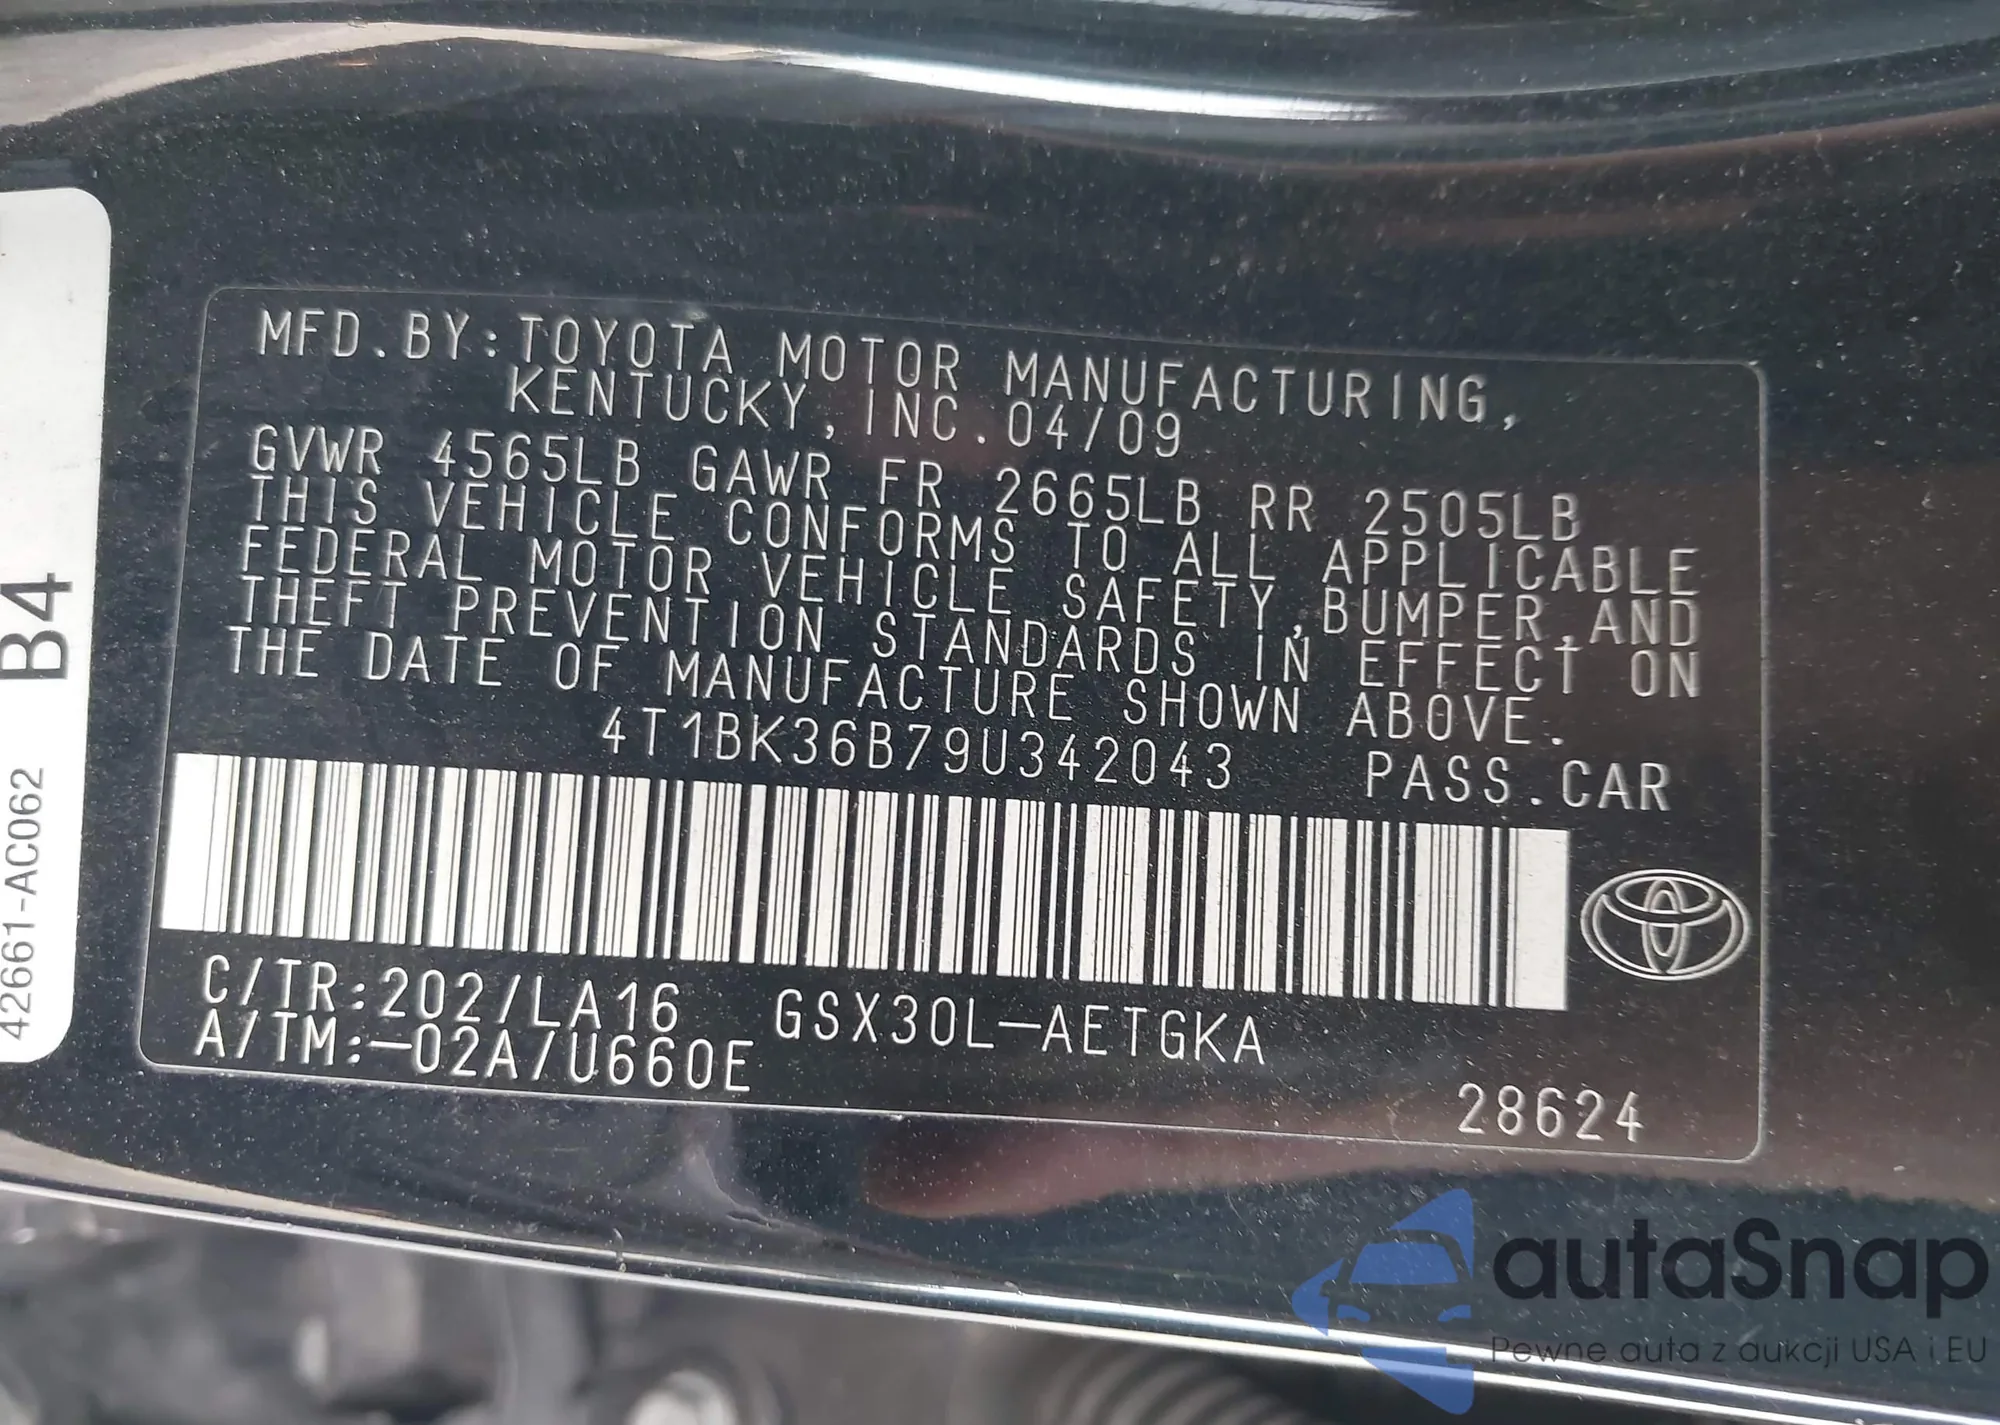 MFD.BY:TOYOTA MOTOR MANUFACTURING,
KENTUCKY,INC.04/09
GVWR 4565LB GAWR FR 2665LB RR 2505LB
THIS VEHICLE CONFORMS TO ALL APPLICABLE
FEDERAL MOTOR VEHICLE SAFETY,BUMPER,AND
THEFT PREVENTION STANDARDS IN EFFECT ON
THE DATE OF MANUFACTURE SHOWN ABOVE.
4T1BK36B79U342043 PASS.CAR
C/TR:202/LA16 GSX30L-AETGKA
A/TM:-02A/U660E
28624
42661-AC062 B4
autaSnap
Pewne auta z aukcji USA i EU